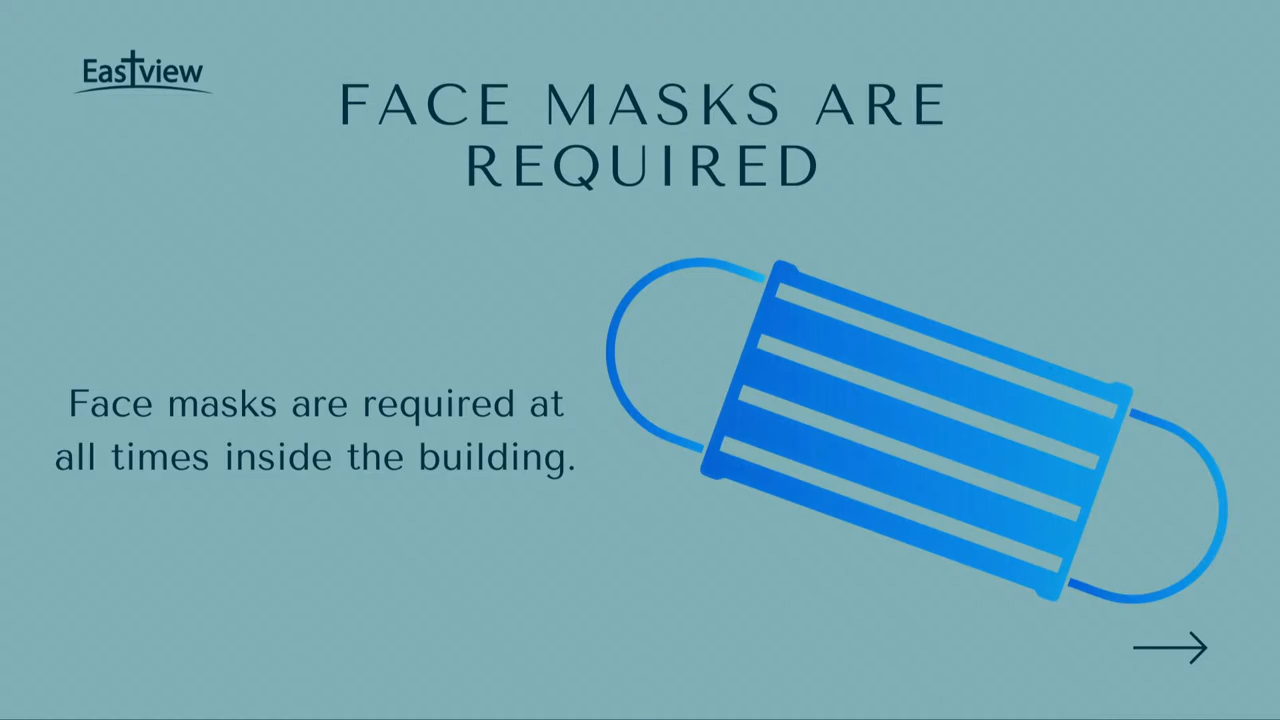 Eastview
FACE MASKS ARE
REQUIRED
Face masks are required at
all times inside the building.